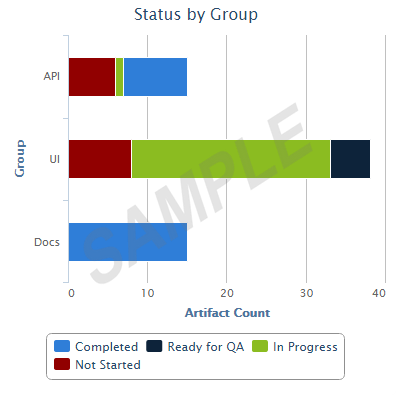 Status by Group
Group
API
UI
Docs
SAMPLE
0 10 20 30 40
Artifact Count
Completed Ready for QA In Progress
Not Started